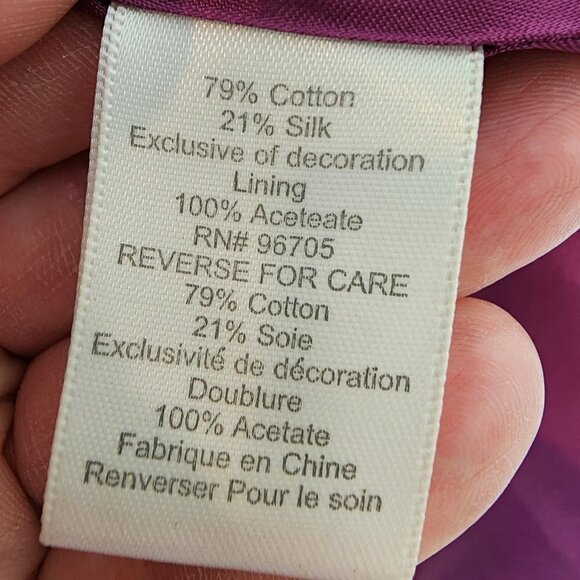 79% Cotton
21% Silk
Exclusive of decoration
Lining
100% Aceteate
RN# 96705
REVERSE FOR CARE
79% Cotton
21% Soie
Exclusivité de décoration
Doublure
100% Acetate
Fabrique en Chine
Renverser Pour le soin